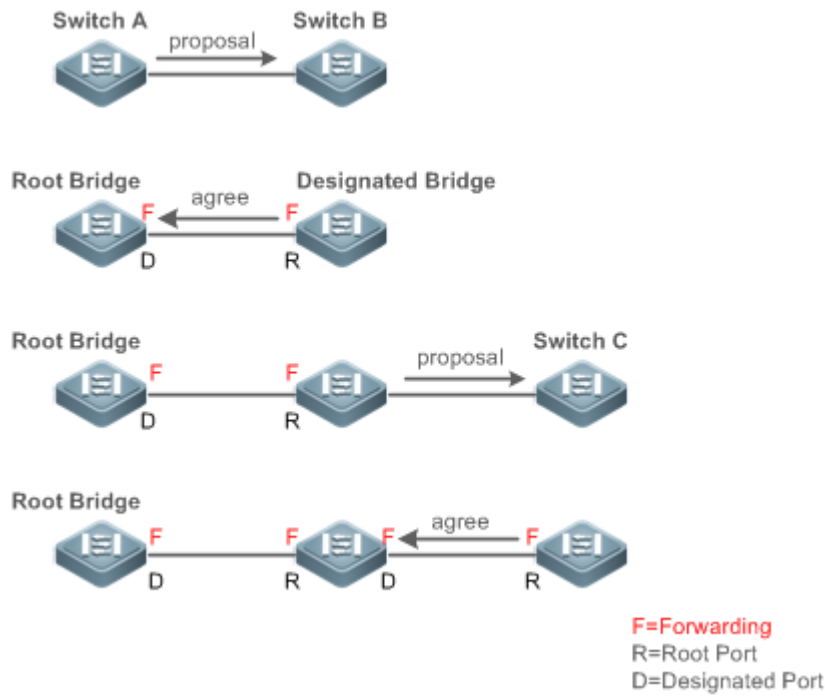 Switch A
Switch B
proposal
Root Bridge
Designated Bridge
F
agree
F
D
R
Root Bridge
Switch C
F
F
proposal
D
R
Root Bridge
F
F
F
agree
F
D
R
D
R
F=Forwarding
R=Root Port
D=Designated Port